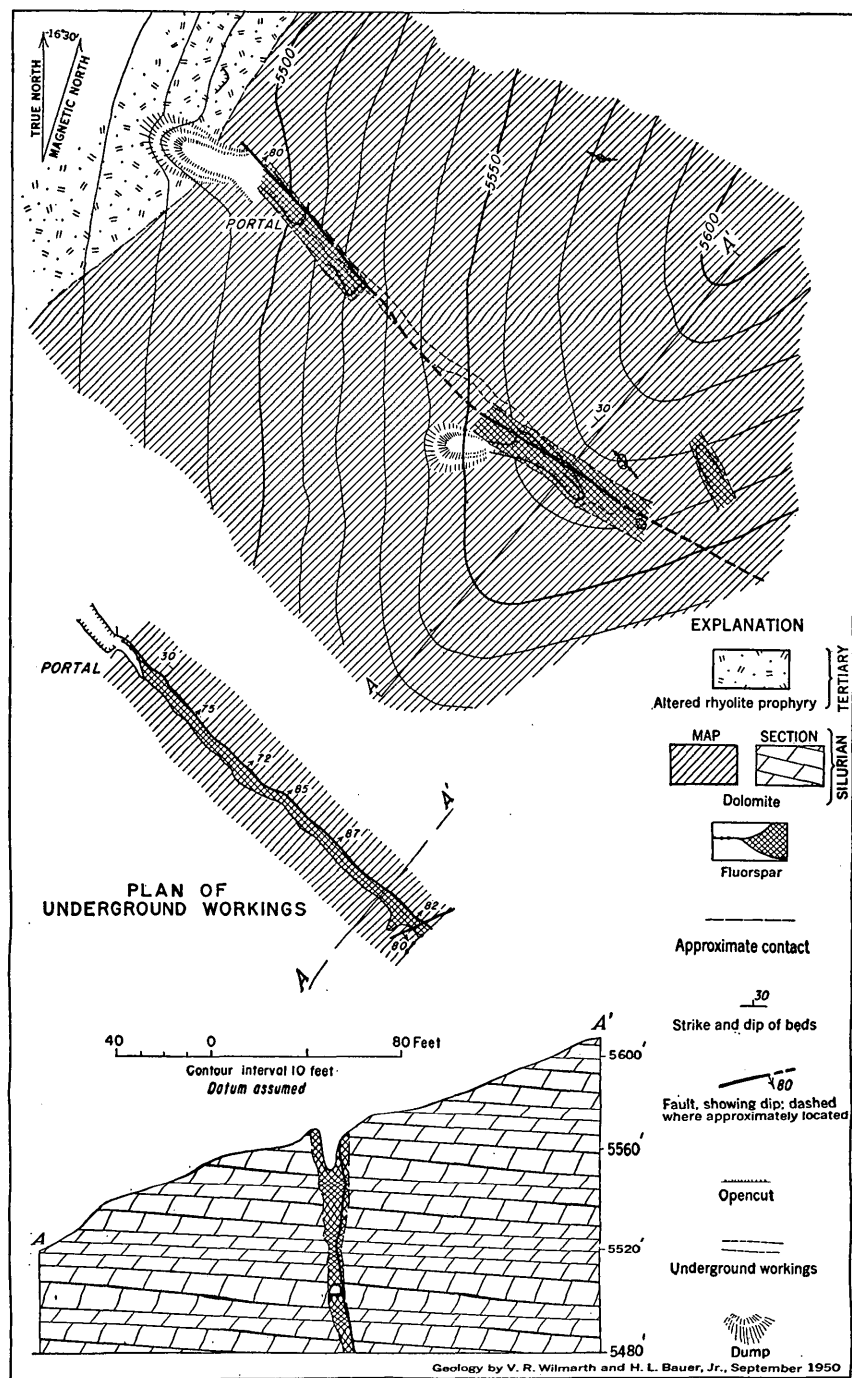 16°30'
TRUE NORTH
MAGNETIC NORTH
5500
5550
5600
A'
80
PORTAL
30
A
PORTAL
30
75
72
85
87
82
80
A'
A
PLAN OF
UNDERGROUND WORKINGS
EXPLANATION
Altered rhyolite prophyry
TERTIARY
MAP
SECTION
Dolomite
SILURIAN
Fluorspar
Approximate contact
30
Strike and dip of beds
80
Fault, showing dip; dashed
where approximately located
Opencut
Underground workings
Dump
40 0 80 Feet
Contour interval 10 feet
Datum assumed
A'
5600'
5560'
A
5520'
5480'
Geology by V. R. Wilmarth and H. L. Bauer, Jr., September 1950